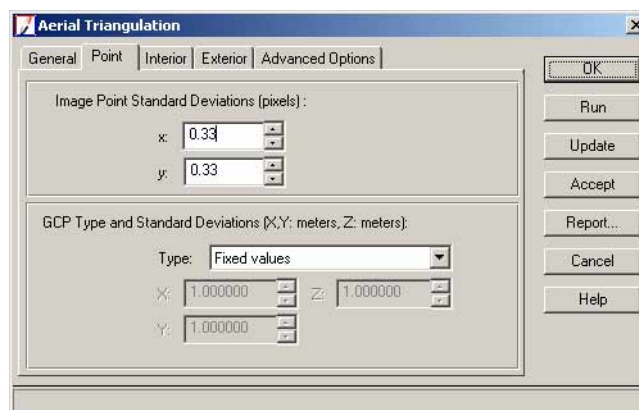 Aerial Triangulation
General Point Interior Exterior Advanced Options
Image Point Standard Deviations (pixels) :
x: 0.33
y: 0.33
GCP Type and Standard Deviations (X,Y: meters, Z: meters):
Type: Fixed values
X: 1.000000 Z: 1.000000
Y: 1.000000
OK
Run
Update
Accept
Report...
Cancel
Help